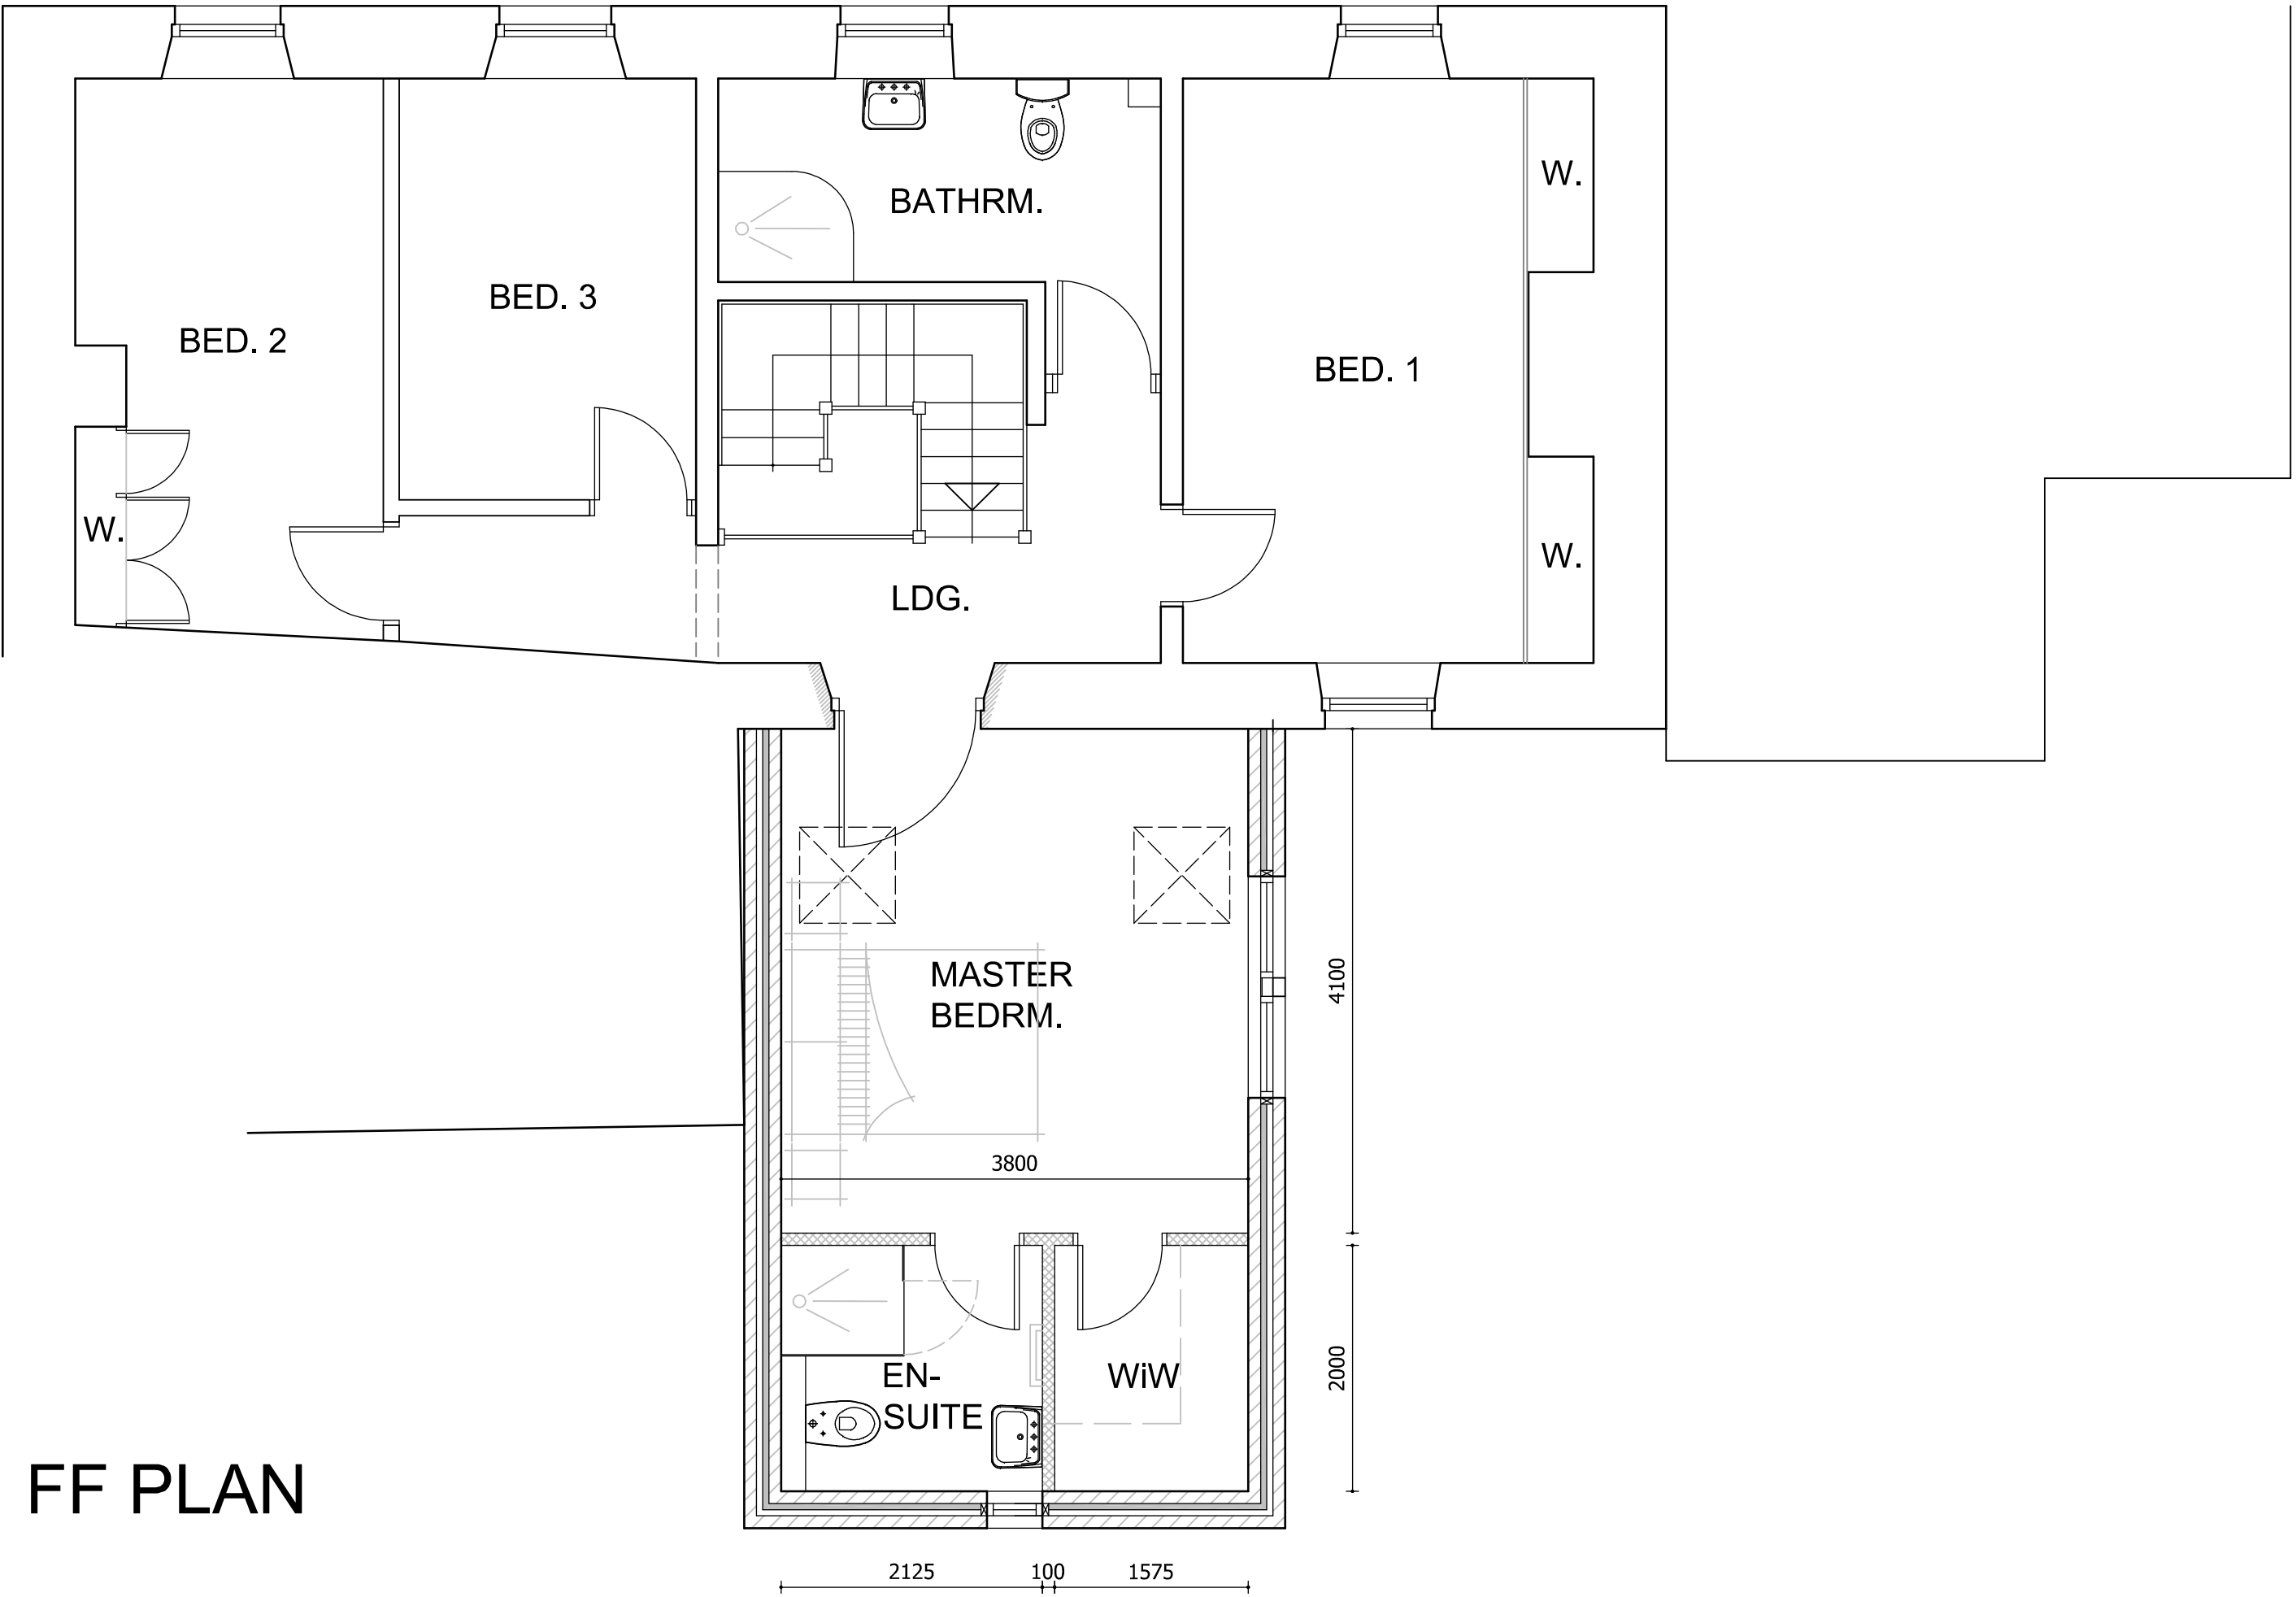 W.
BATHRM.
BED. 3
BED. 2
BED. 1
W.
W.
LDG.
MASTER
BEDRM.
4100
3800
2000
EN-
SUITE
WiW
FF PLAN
2125
100
1575